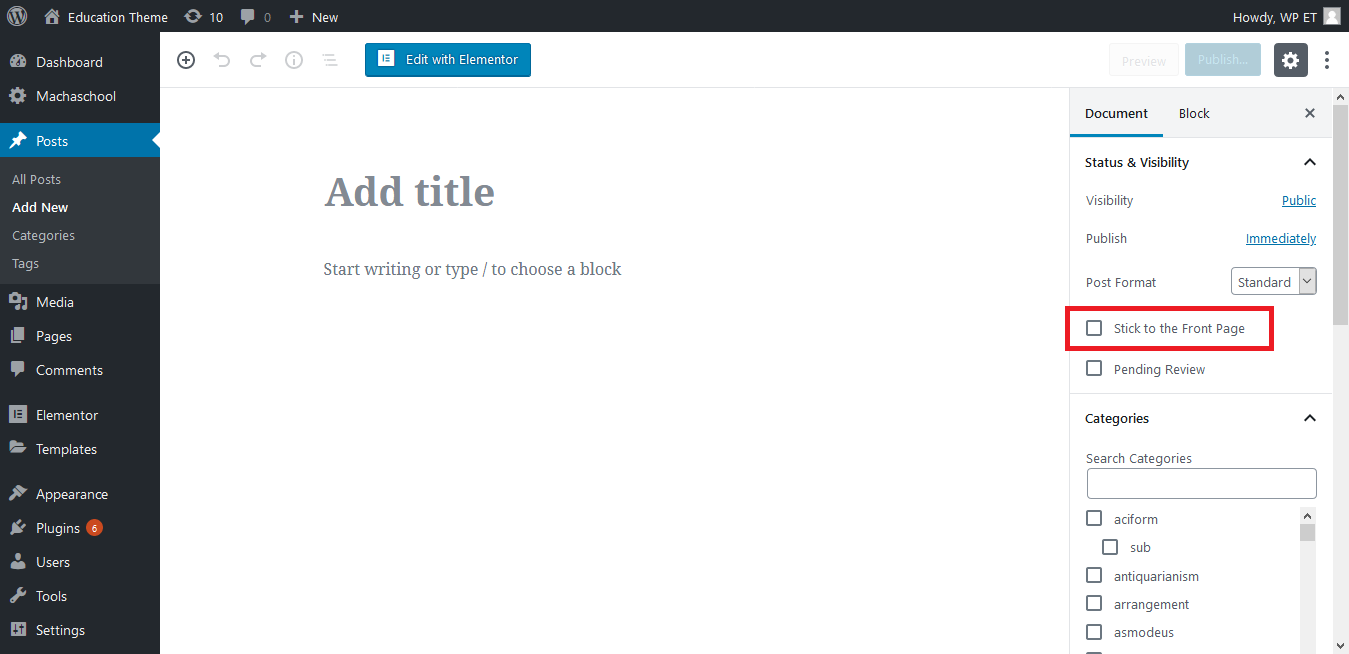 Education Theme 10 0 New Howdy, WP ET
Dashboard
Machaschool
Posts
All Posts
Add New
Categories
Tags
Media
Pages
Comments
Elementor
Templates
Appearance
Plugins 6
Users
Tools
Settings
Edit with Elementor Preview Publish...
Add title
Start writing or type / to choose a block
Document Block
Status & Visibility
Visibility Public
Publish Immediately
Post Format Standard
Stick to the Front Page
Pending Review
Categories
Search Categories
aciform
sub
antiquarianism
arrangement
asmodeus